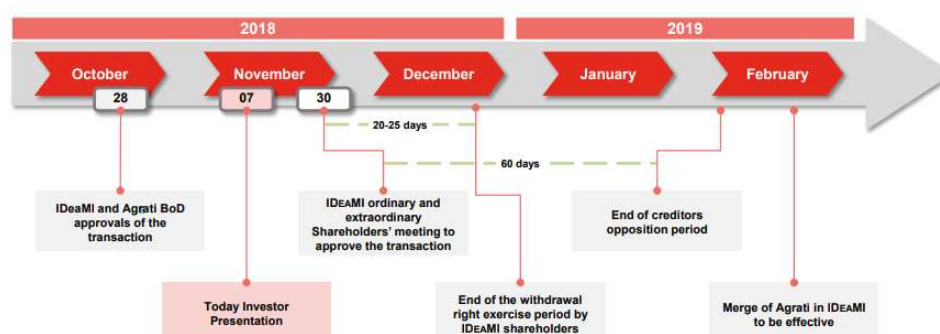 2018
2019
October
November
December
January
February
28
07
30
20-25 days
60 days
IDeaMI and Agrati BoD
approvals of the
transaction
IDEAMI ordinary and
extraordinary
Shareholders' meeting to
approve the transaction
End of creditors
opposition period
Today Investor
Presentation
End of the withdrawal
right exercise period by
IDEAMI shareholders
Merge of Agrati in IDEAMI
to be effective